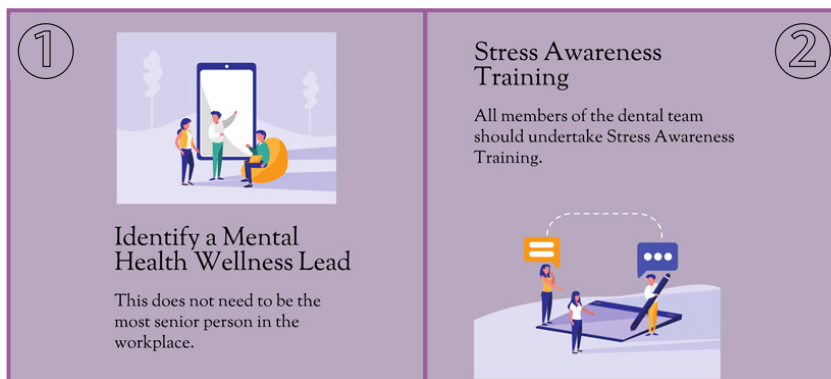 1
Identify a Mental
Health Wellness Lead
This does not need to be the
most senior person in the
workplace.
2
Stress Awareness
Training
All members of the dental team
should undertake Stress Awareness
Training.